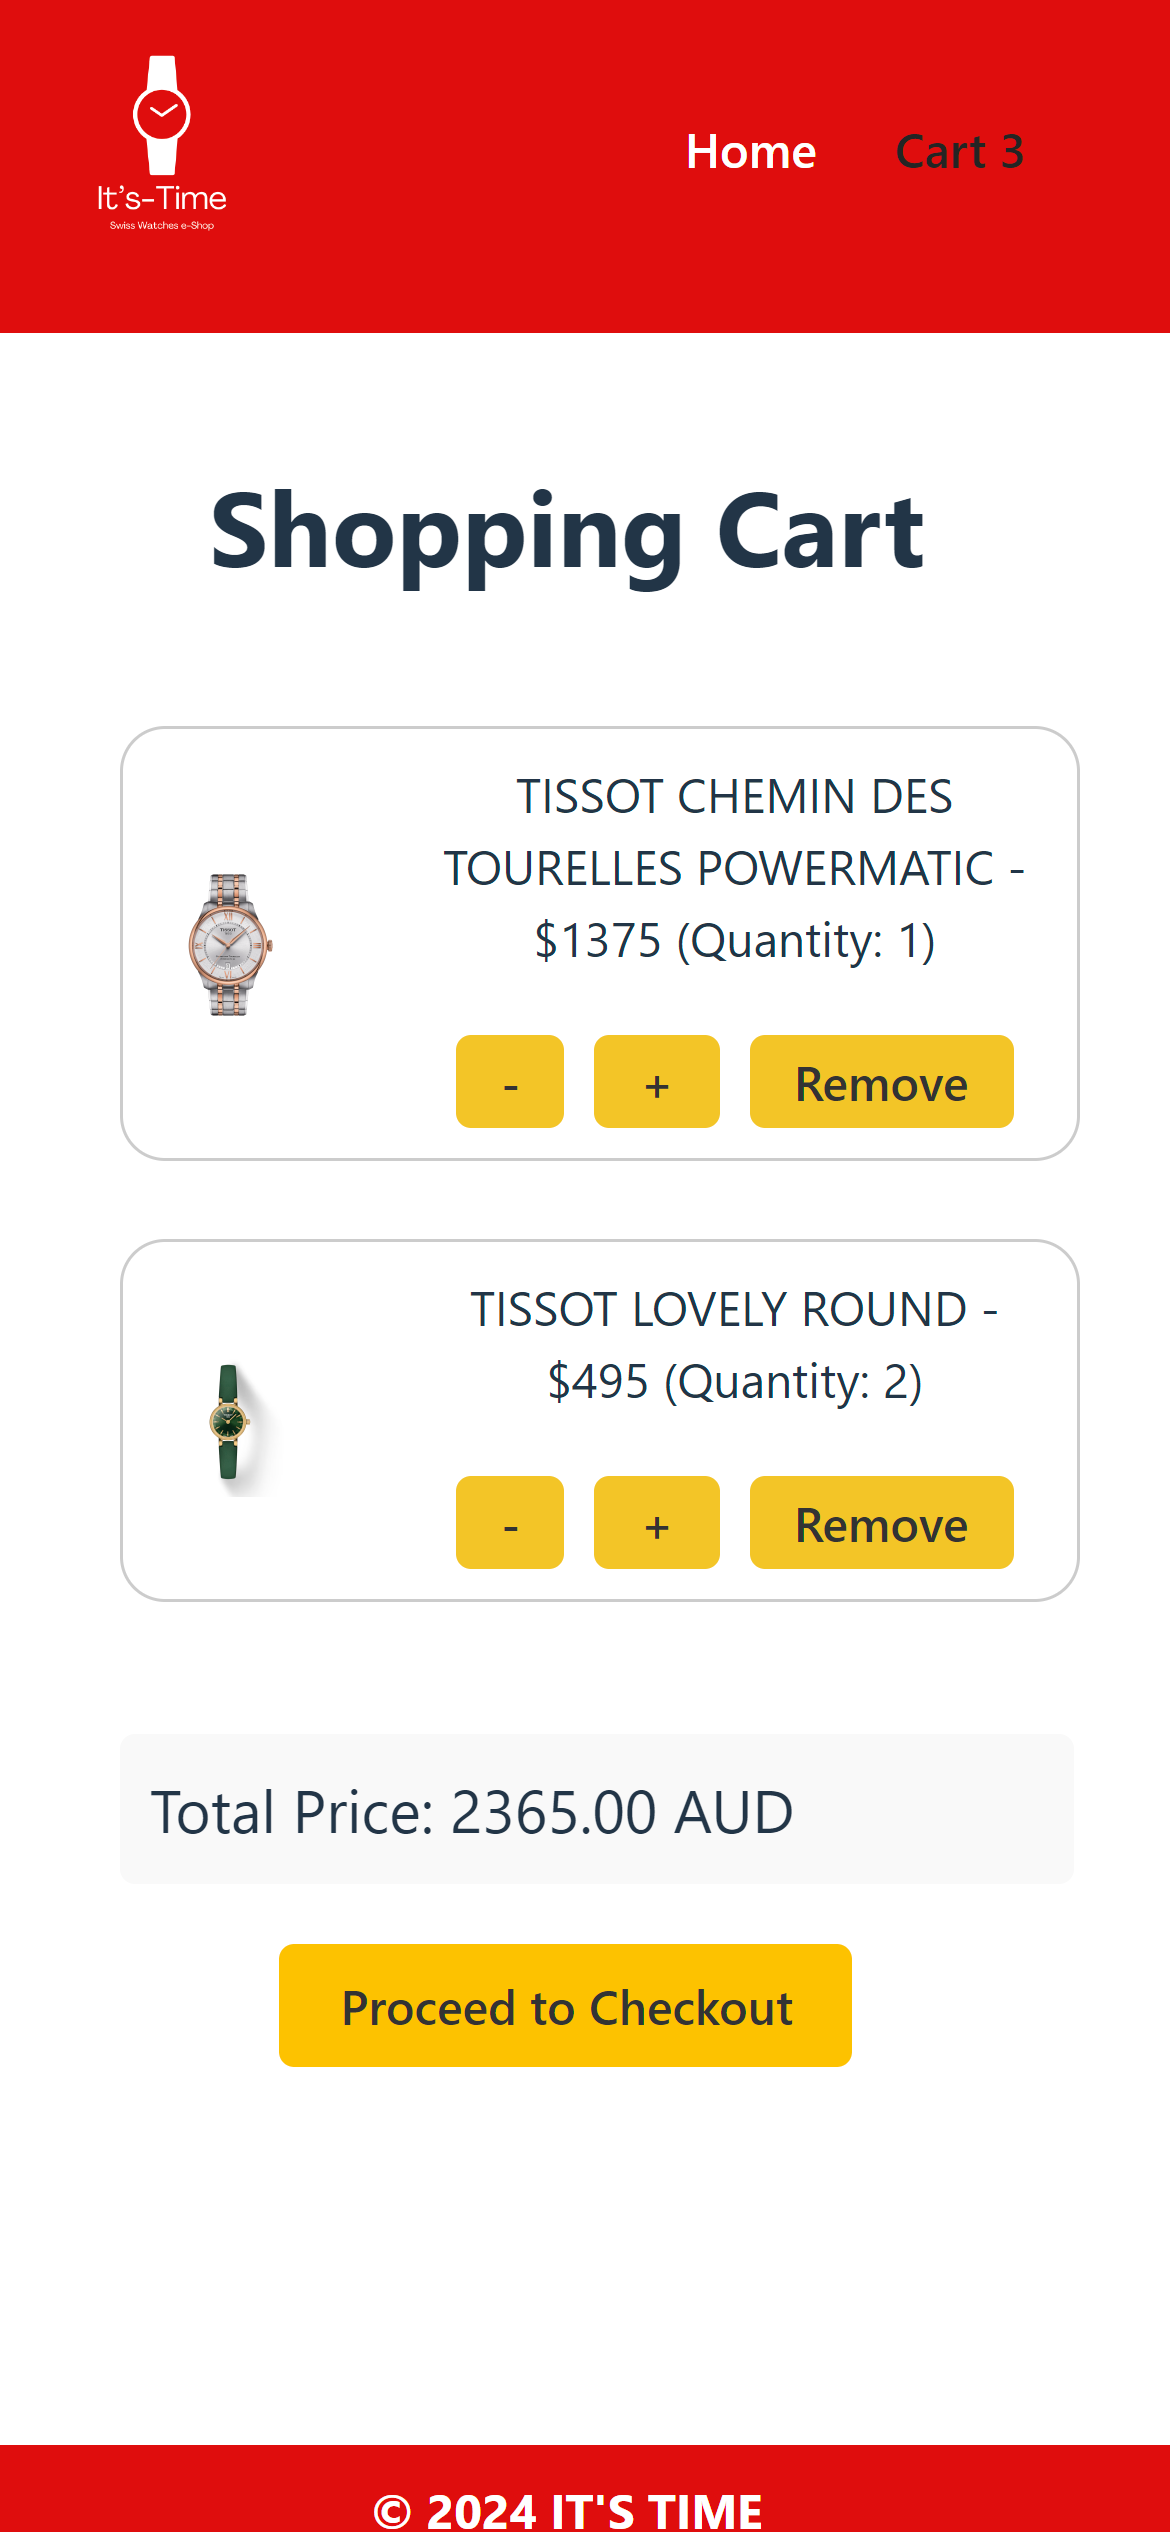 It's-Time
Swiss Watches e-Shop
Home Cart 3
Shopping Cart
TISSOT CHEMIN DES
TOURELLES POWERMATIC -
$1375 (Quantity: 1)
- + Remove
TISSOT LOVELY ROUND -
$495 (Quantity: 2)
- + Remove
Total Price: 2365.00 AUD
Proceed to Checkout
© 2024 IT'S TIME